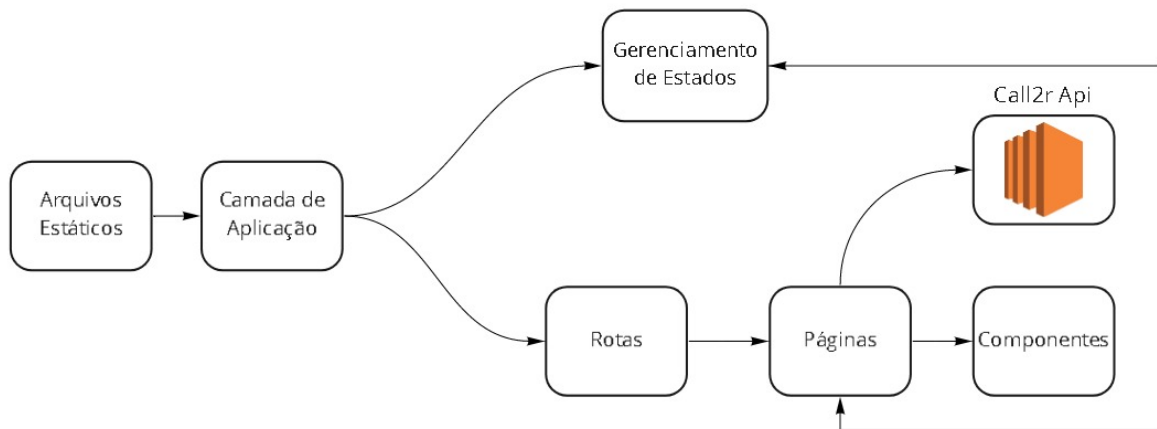 Gerenciamento
de Estados
Call2r Api
Arquivos
Estáticos
Camada de
Aplicação
Rotas
Páginas
Componentes